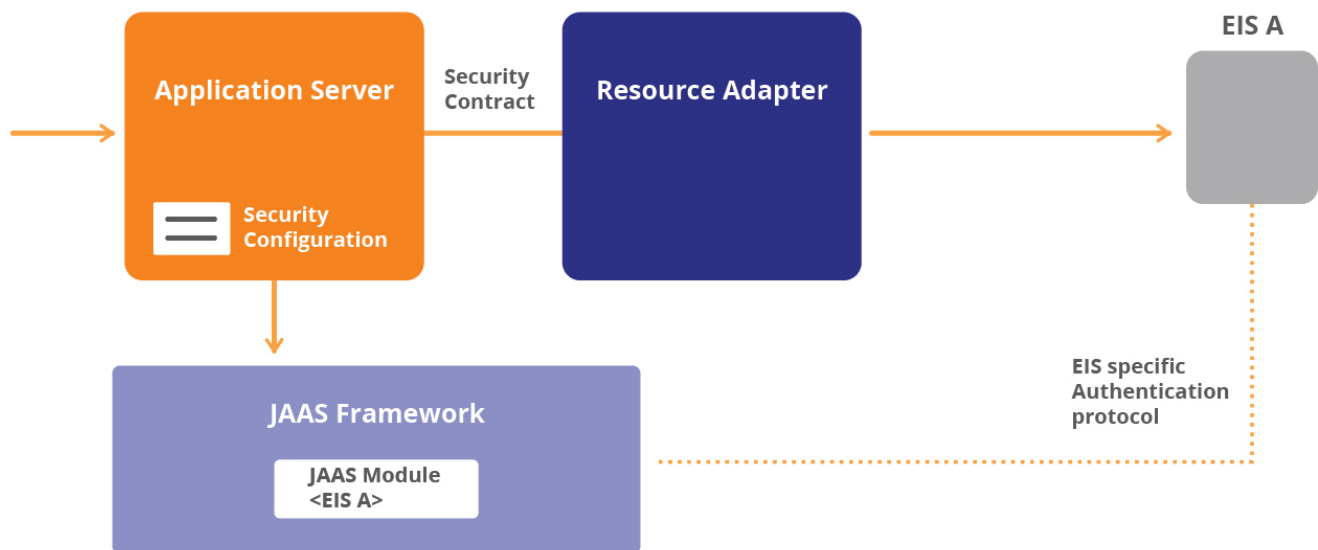 EIS A
Application Server
Security
Contract
Resource Adapter
Security
Configuration
EIS specific
Authentication
protocol
JAAS Framework
JAAS Module
<EIS A>